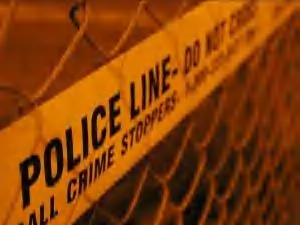 POLICE LINE- DO NOT CROSS
ALL CRIME STOPPERS-